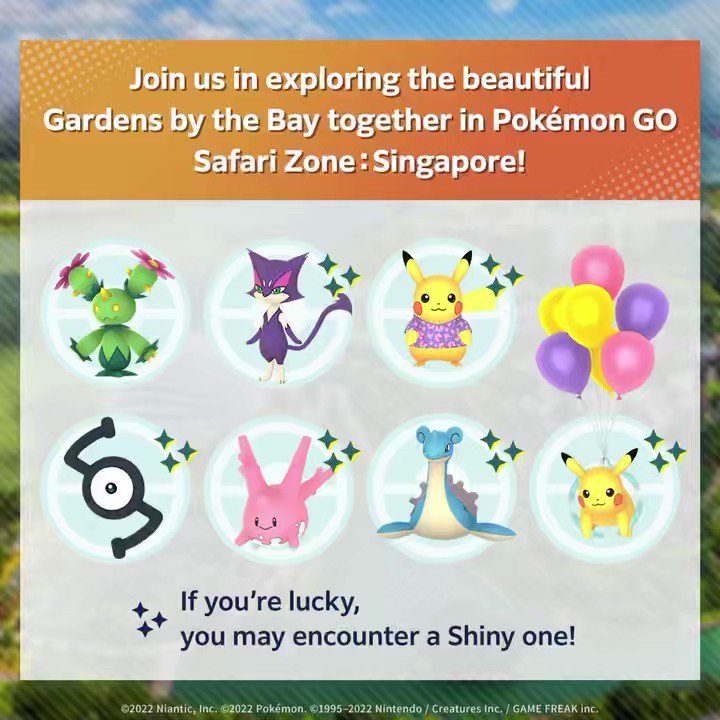 Join us in exploring the beautiful
Gardens by the Bay together in Pokémon GO
Safari Zone:Singapore!
If you're lucky,
you may encounter a Shiny one!
©2022 Niantic, Inc. ©2022 Pokémon. ©1995–2022 Nintendo / Creatures Inc. / GAME FREAK inc.